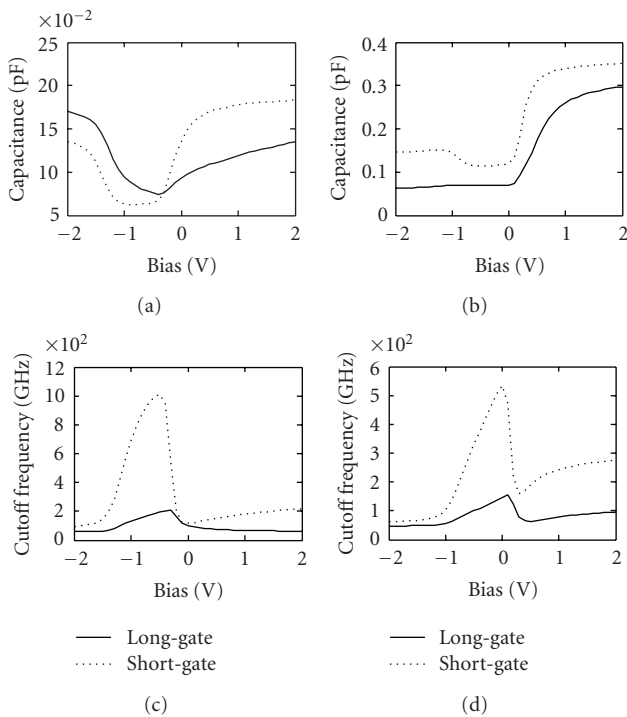 ×10−2
25
20
15
10
5
Capacitance (pF)
−2 −1 0 1 2
Bias (V)
(a)
0.4
0.3
0.2
0.1
0
Capacitance (pF)
−2 −1 0 1 2
Bias (V)
(b)
×10²
12
10
8
6
4
2
0
Cutoff frequency (GHz)
−2 −1 0 1 2
Bias (V)
Long-gate
Short-gate
(c)
×10²
6
5
4
3
2
1
0
Cutoff frequency (GHz)
−2 −1 0 1 2
Bias (V)
Long-gate
Short-gate
(d)